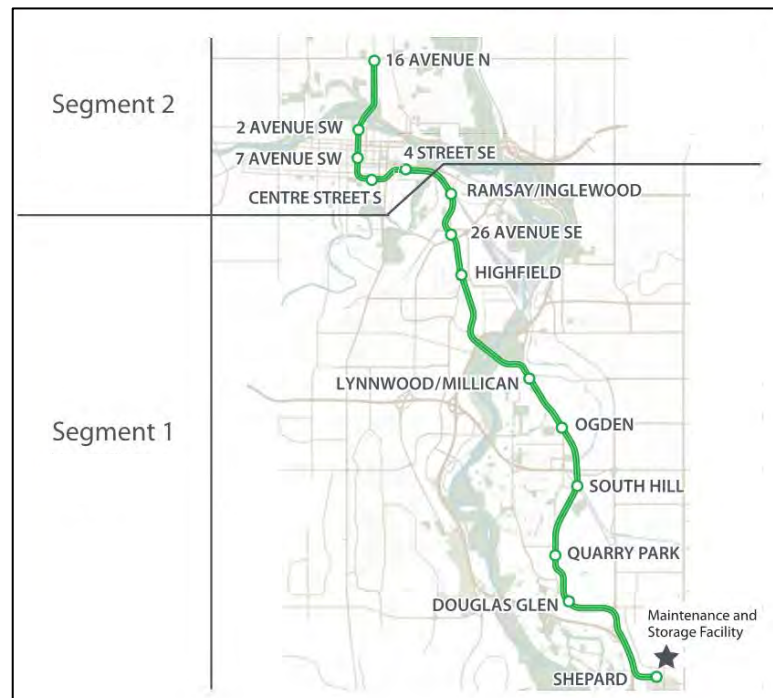 16 AVENUE N
Segment 2
2 AVENUE SW
7 AVENUE SW
4 STREET SE
CENTRE STREET S
RAMSAY/INGLEWOOD
26 AVENUE SE
HIGHFIELD
LYNNWOOD/MILLICAN
Segment 1
OGDEN
SOUTH HILL
QUARRY PARK
DOUGLAS GLEN
Maintenance and
Storage Facility
SHEPARD